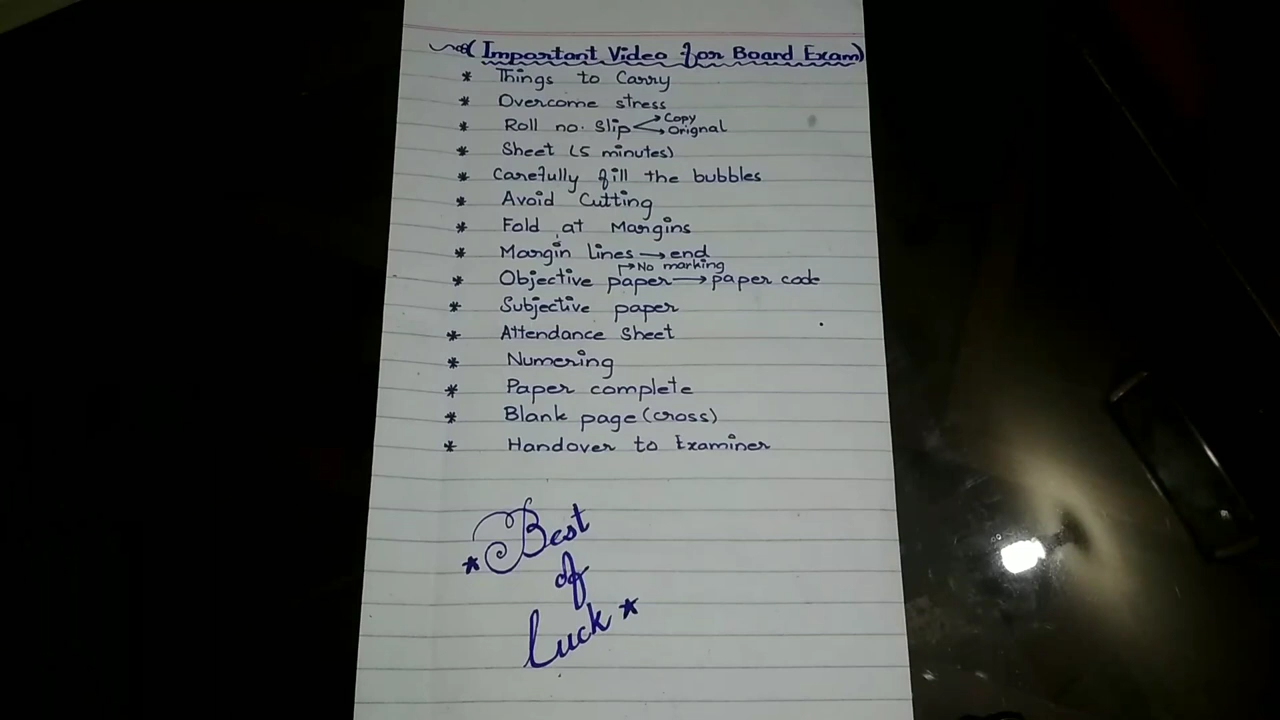 (Important Video for Board Exam)
* Things to Carry
* Overcome stress
* Roll no. Slip → Copy
→ Orignal
* Sheet (5 minutes)
* Carefully fill the bubbles
* Avoid Cutting
* Fold at Margins
* Margin lines → end
→ No marking
* Objective paper → paper code
* Subjective paper
* Attendance Sheet
* Numering
* Paper complete
* Blank page (cross)
* Handover to Examiner
* Best
of
Luck *